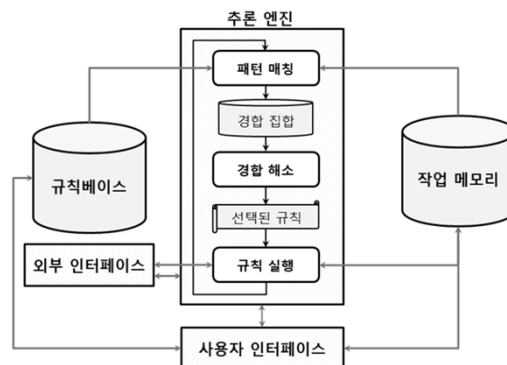 추론 엔진
패턴 매칭
경합 집합
규칙베이스
경합 해소
작업 메모리
선택된 규칙
외부 인터페이스
규칙 실행
사용자 인터페이스